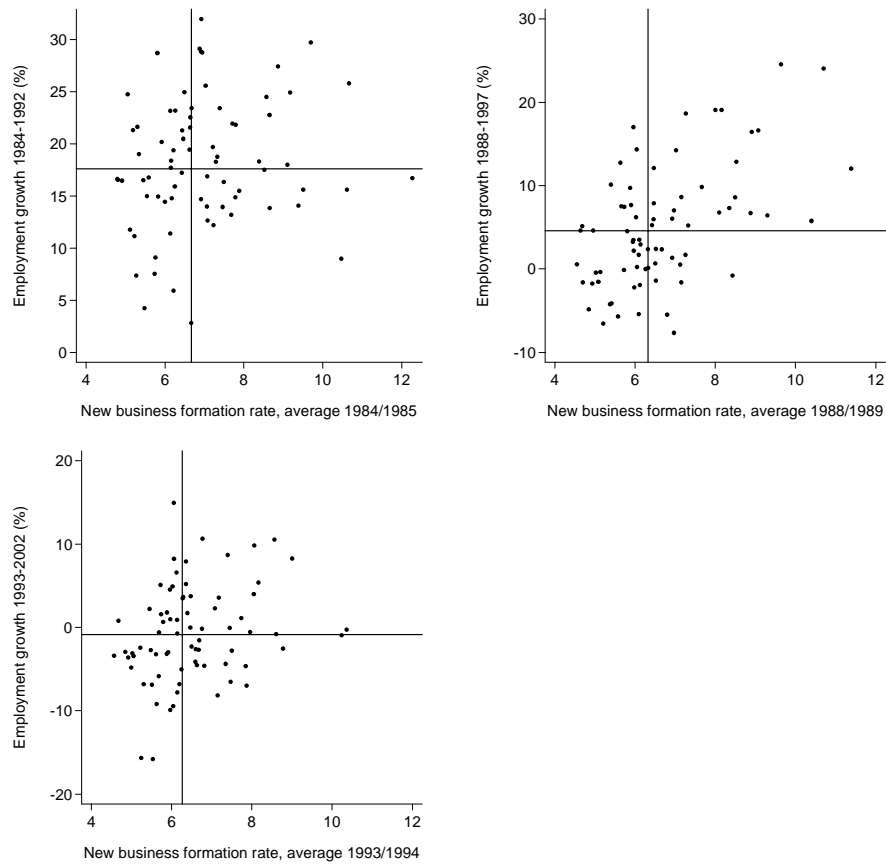 Employment growth 1984-1992 (%)
30
25
20
15
10
5
0
4 6 8 10 12
New business formation rate, average 1984/1985
Employment growth 1988-1997 (%)
30
20
10
0
-10
4 6 8 10 12
New business formation rate, average 1988/1989
Employment growth 1993-2002 (%)
20
10
0
-10
-20
4 6 8 10 12
New business formation rate, average 1993/1994